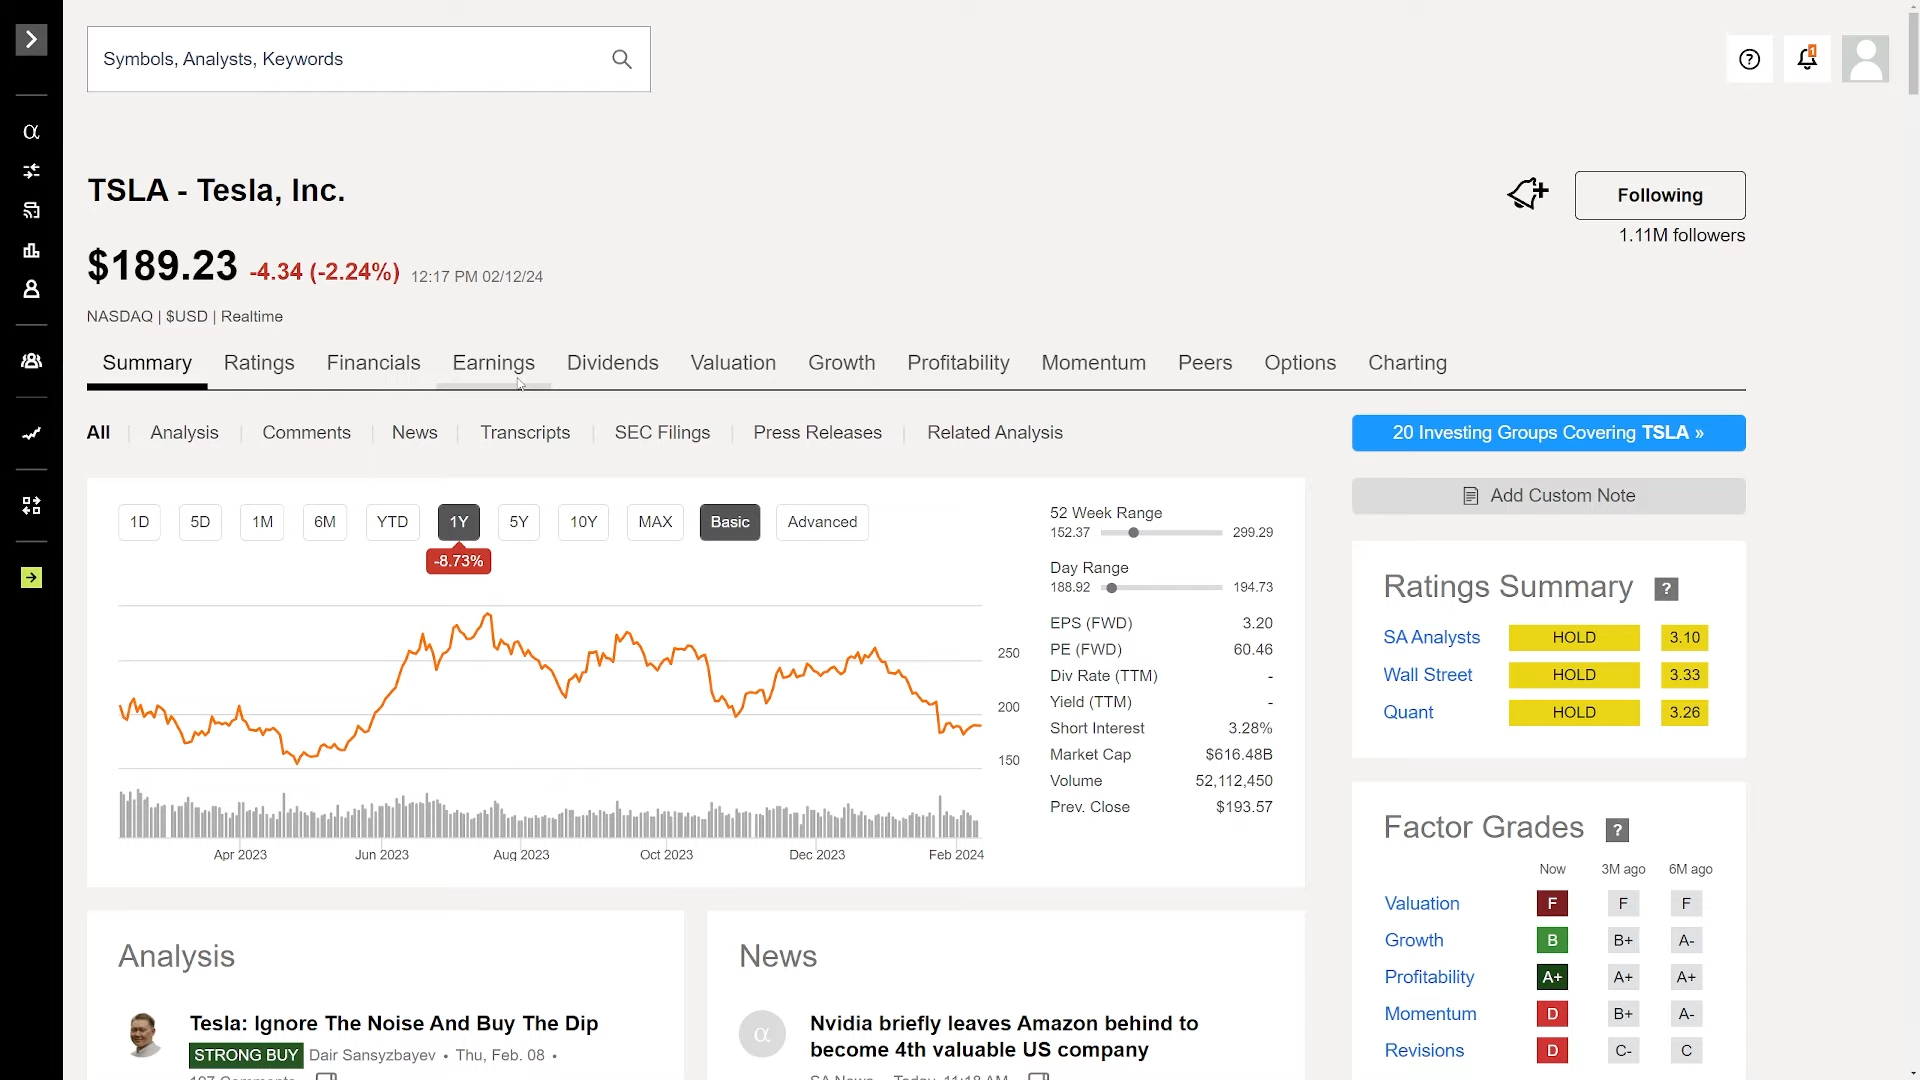 Symbols, Analysts, Keywords
1
TSLA - Tesla, Inc.
Following
1.11M followers
$189.23 -4.34 (-2.24%) 12:17 PM 02/12/24
NASDAQ | $USD | Realtime
Summary Ratings Financials Earnings Dividends Valuation Growth Profitability Momentum Peers Options Charting
All Analysis Comments News Transcripts SEC Filings Press Releases Related Analysis
20 Investing Groups Covering TSLA »
Add Custom Note
1D 5D 1M 6M YTD 1Y 5Y 10Y MAX Basic Advanced
-8.73%
250
200
150
Apr 2023 Jun 2023 Aug 2023 Oct 2023 Dec 2023 Feb 2024
52 Week Range
152.37 299.29
Day Range
188.92 194.73
EPS (FWD) 3.20
PE (FWD) 60.46
Div Rate (TTM) -
Yield (TTM) -
Short Interest 3.28%
Market Cap $616.48B
Volume 52,112,450
Prev. Close $193.57
Ratings Summary ?
SA Analysts HOLD 3.10
Wall Street HOLD 3.33
Quant HOLD 3.26
Factor Grades ?
Now 3M ago 6M ago
Valuation F F F
Growth B B+ A-
Profitability A+ A+ A+
Momentum D B+ A-
Revisions D C- C
Analysis
Tesla: Ignore The Noise And Buy The Dip
STRONG BUY Dair Sansyzbayev • Thu, Feb. 08 •
News
α
Nvidia briefly leaves Amazon behind to
become 4th valuable US company
SA News Today, 11:18 AM